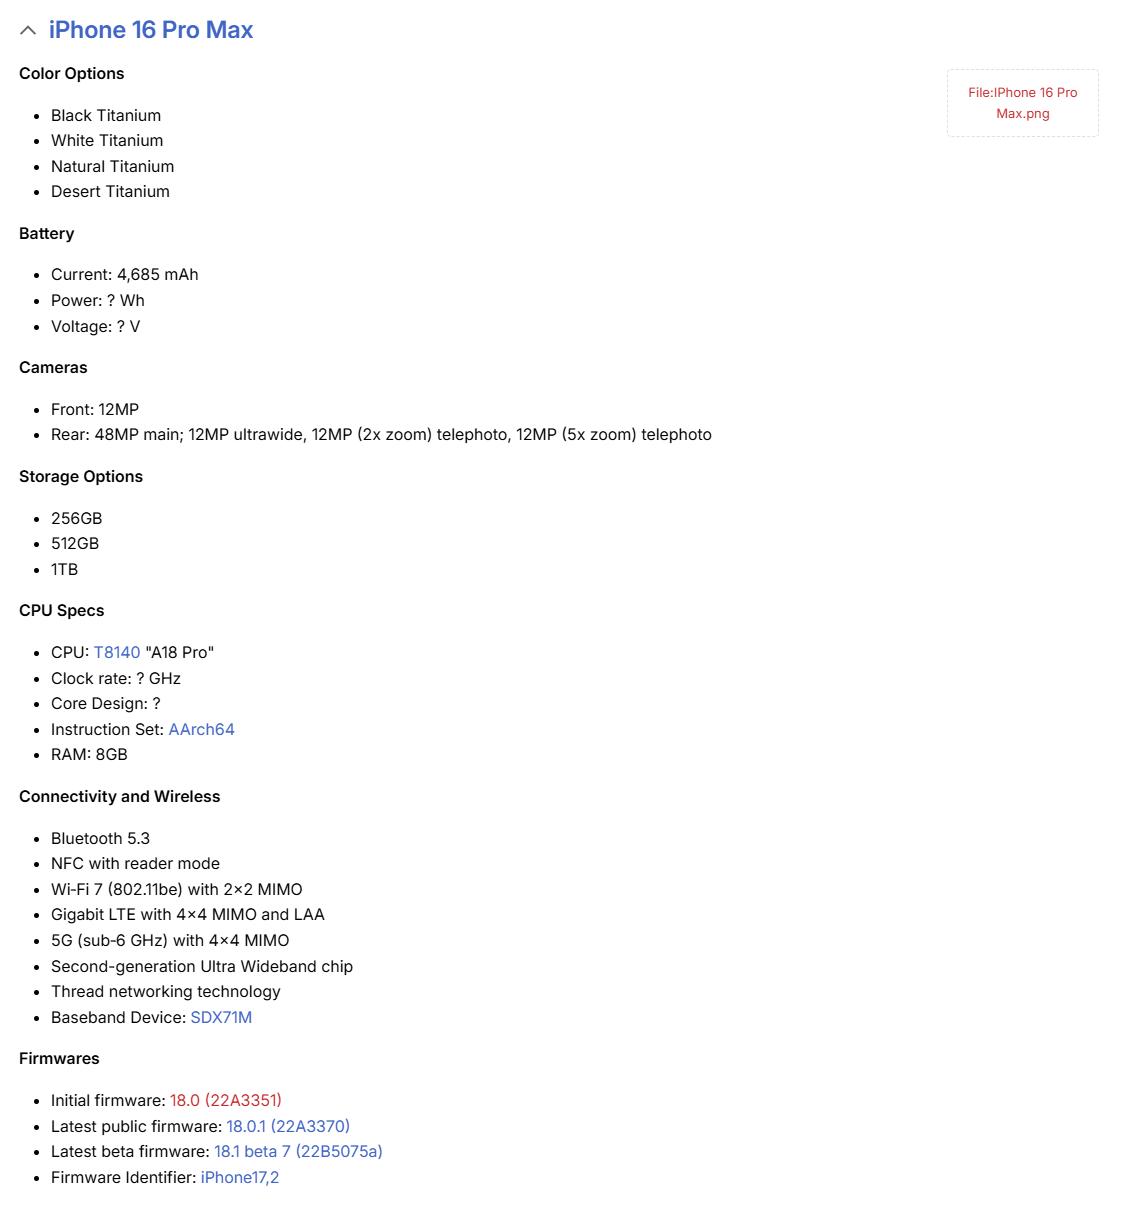 iPhone 16 Pro Max
Color Options
File:IPhone 16 Pro
Max.png
Black Titanium
White Titanium
Natural Titanium
Desert Titanium
Battery
Current: 4,685 mAh
Power: ? Wh
Voltage: ? V
Cameras
Front: 12MP
Rear: 48MP main; 12MP ultrawide, 12MP (2x zoom) telephoto, 12MP (5x zoom) telephoto
Storage Options
256GB
512GB
1TB
CPU Specs
CPU: T8140 "A18 Pro"
Clock rate: ? GHz
Core Design: ?
Instruction Set: AArch64
RAM: 8GB
Connectivity and Wireless
Bluetooth 5.3
NFC with reader mode
Wi-Fi 7 (802.11be) with 2×2 MIMO
Gigabit LTE with 4×4 MIMO and LAA
5G (sub-6 GHz) with 4×4 MIMO
Second-generation Ultra Wideband chip
Thread networking technology
Baseband Device: SDX71M
Firmwares
Initial firmware: 18.0 (22A3351)
Latest public firmware: 18.0.1 (22A3370)
Latest beta firmware: 18.1 beta 7 (22B5075a)
Firmware Identifier: iPhone17,2